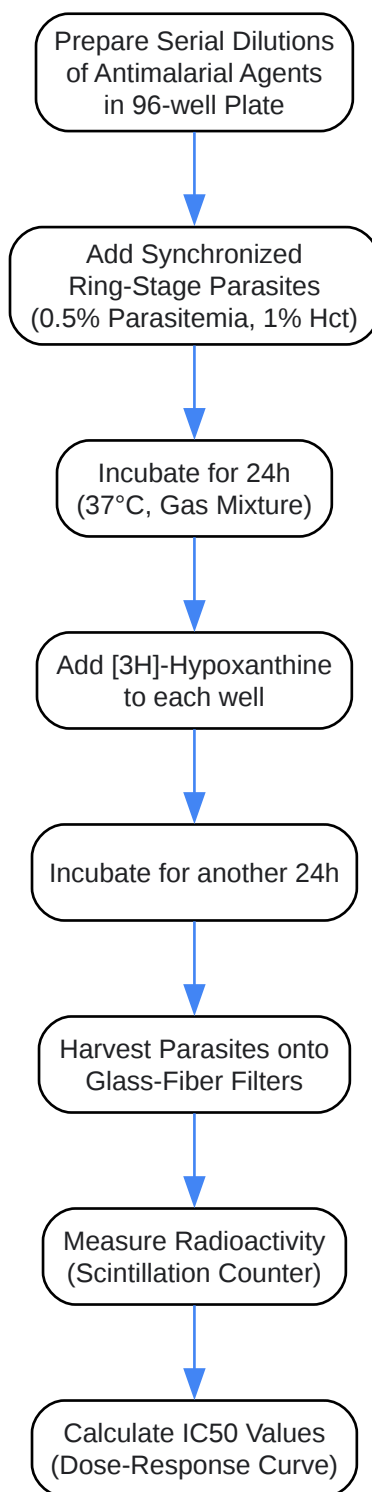 Prepare Serial Dilutions
of Antimalarial Agents
in 96-well Plate
Add Synchronized
Ring-Stage Parasites
(0.5% Parasitemia, 1% Hct)
Incubate for 24h
(37°C, Gas Mixture)
Add [3H]-Hypoxanthine
to each well
Incubate for another 24h
Harvest Parasites onto
Glass-Fiber Filters
Measure Radioactivity
(Scintillation Counter)
Calculate IC50 Values
(Dose-Response Curve)